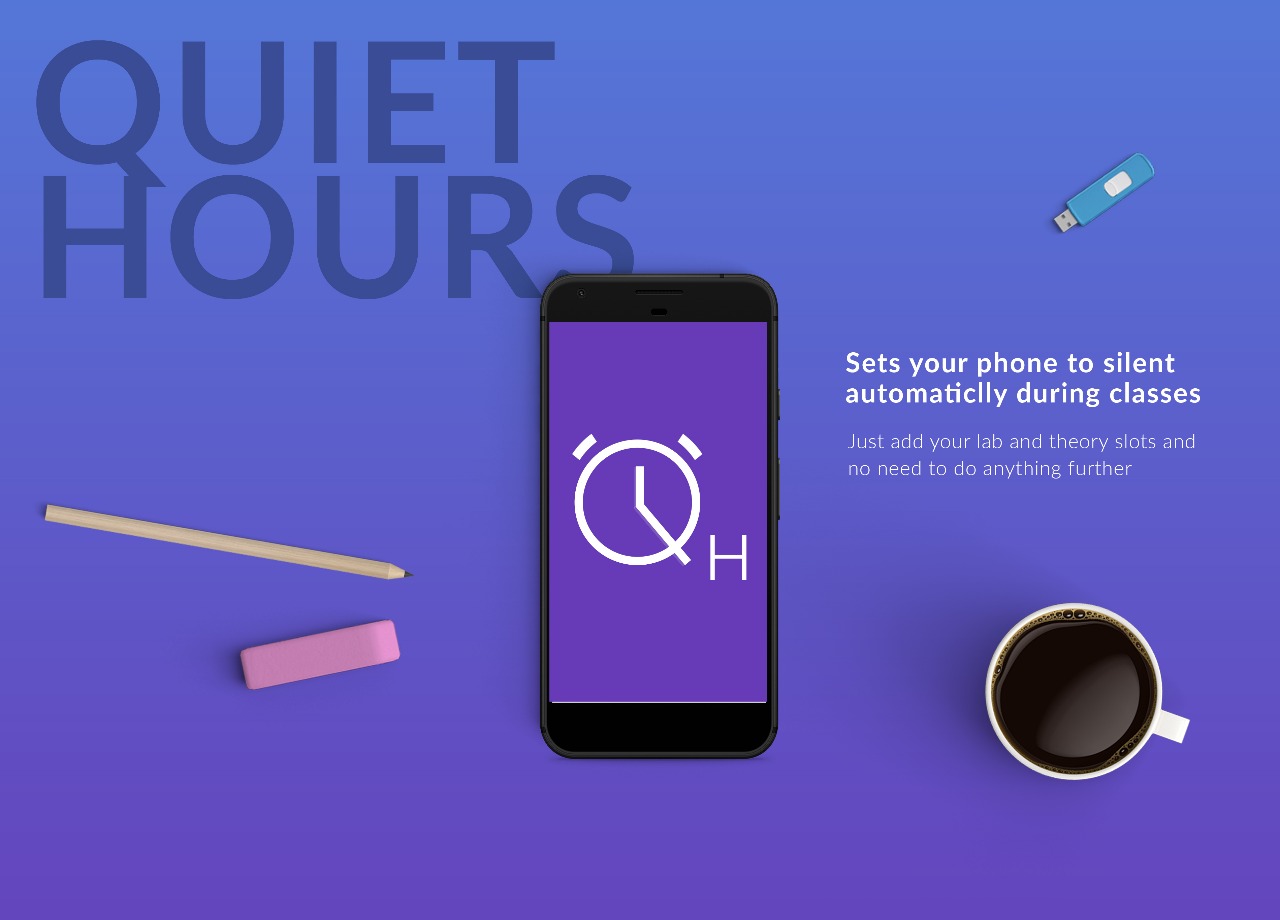 QUIET
HOURS
Sets your phone to silent
automaticlly during classes
Just add your lab and theory slots and
no need to do anything further
H